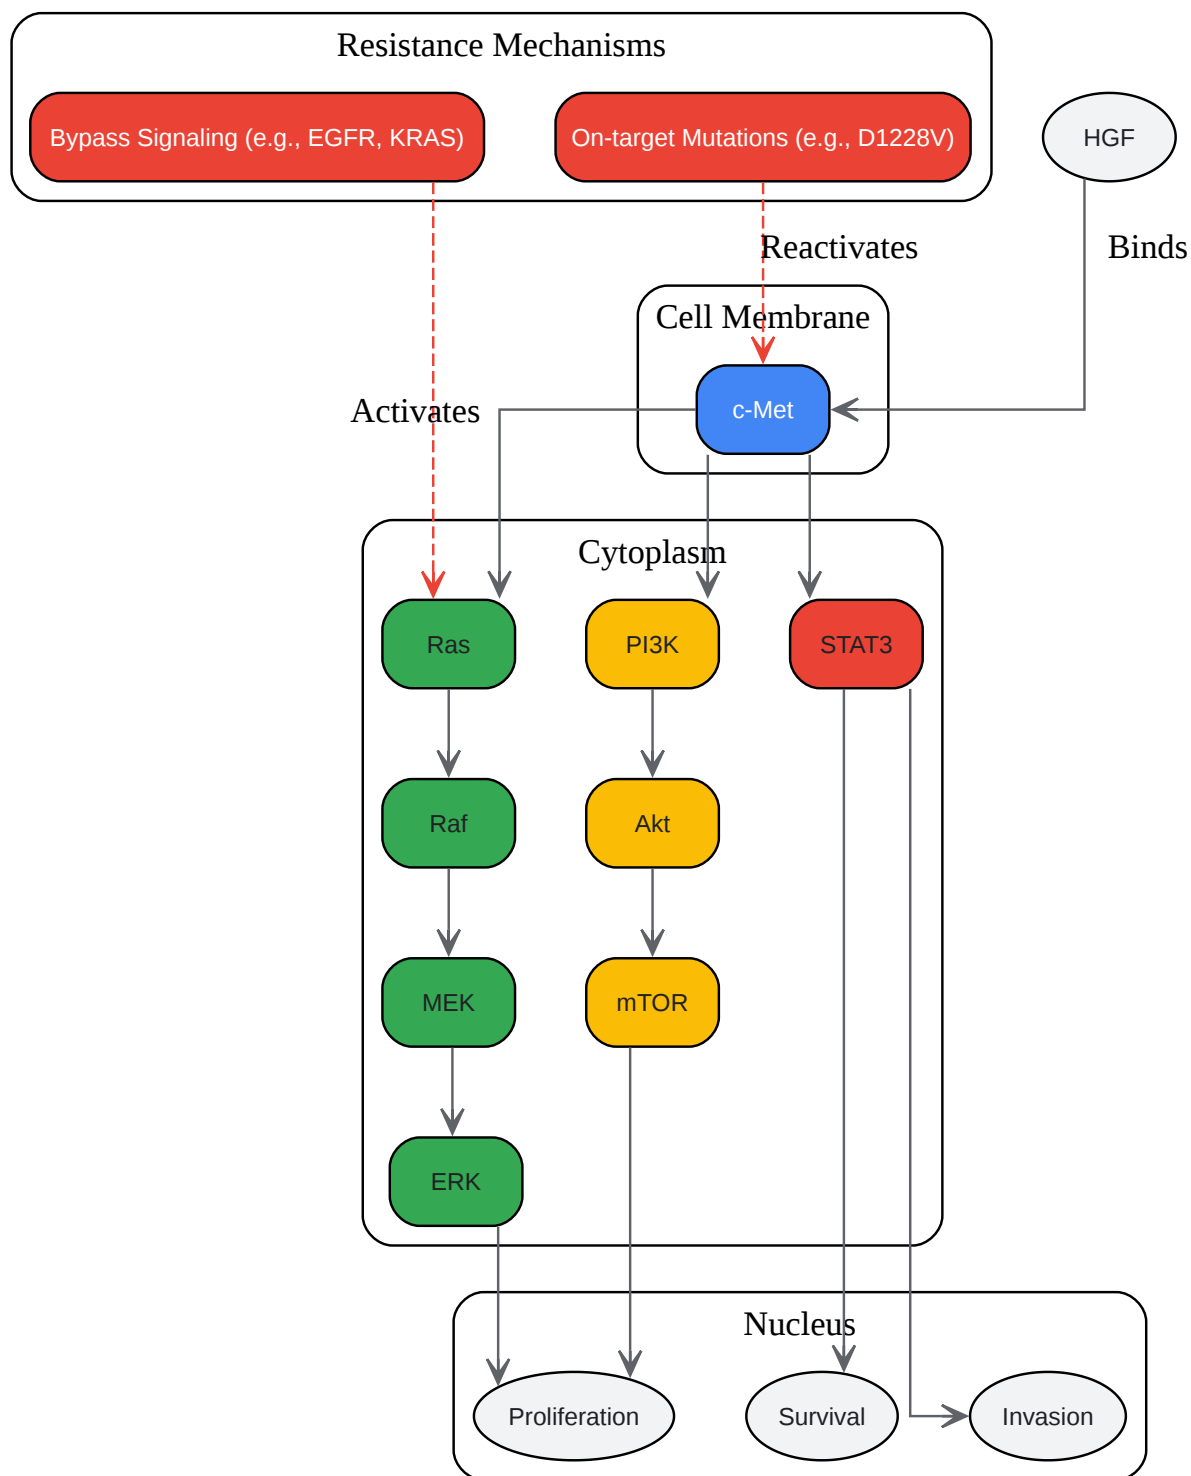 Resistance Mechanisms
Bypass Signaling (e.g., EGFR, KRAS)
On-target Mutations (e.g., D1228V)
HGF
Reactivates
Binds
Cell Membrane
Activates
c-Met
Cytoplasm
Ras
PI3K
STAT3
Raf
Akt
MEK
mTOR
ERK
Nucleus
Proliferation
Survival
Invasion